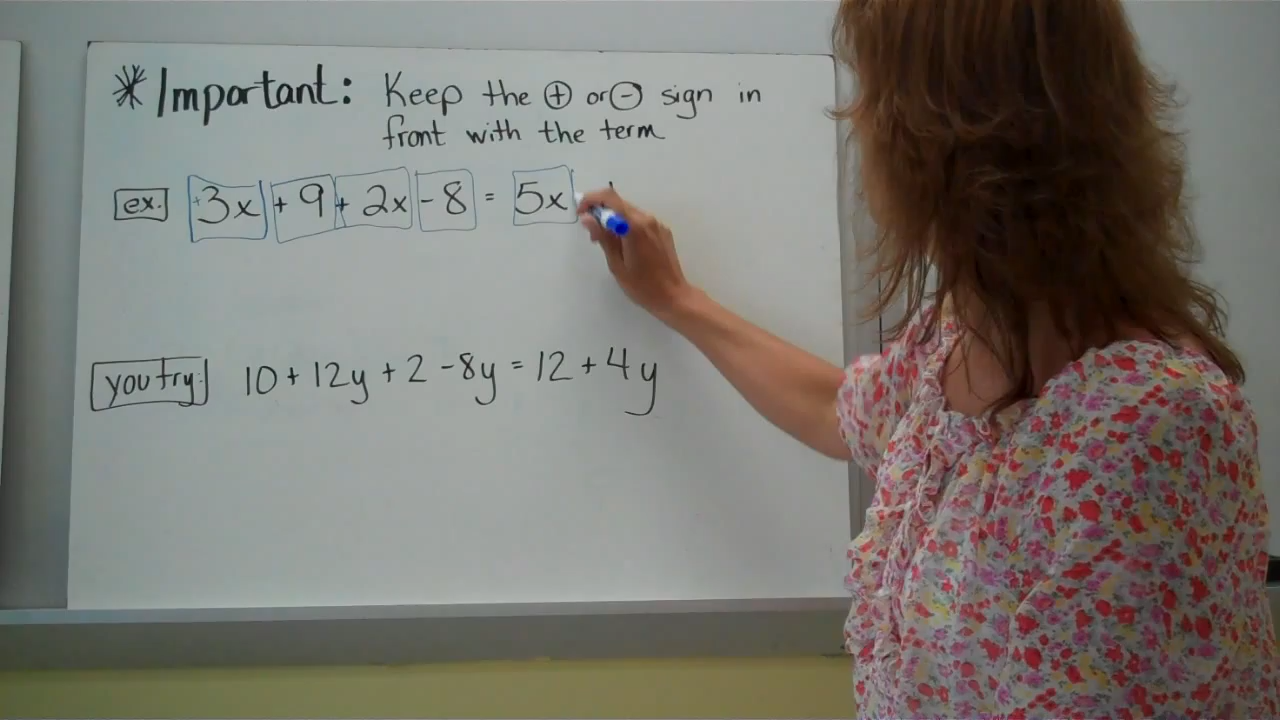 * Important: Keep the + or - sign in
front with the term
ex. +3x + 9 + 2x - 8 = 5x
you try: 10 + 12y + 2 - 8y = 12 + 4y